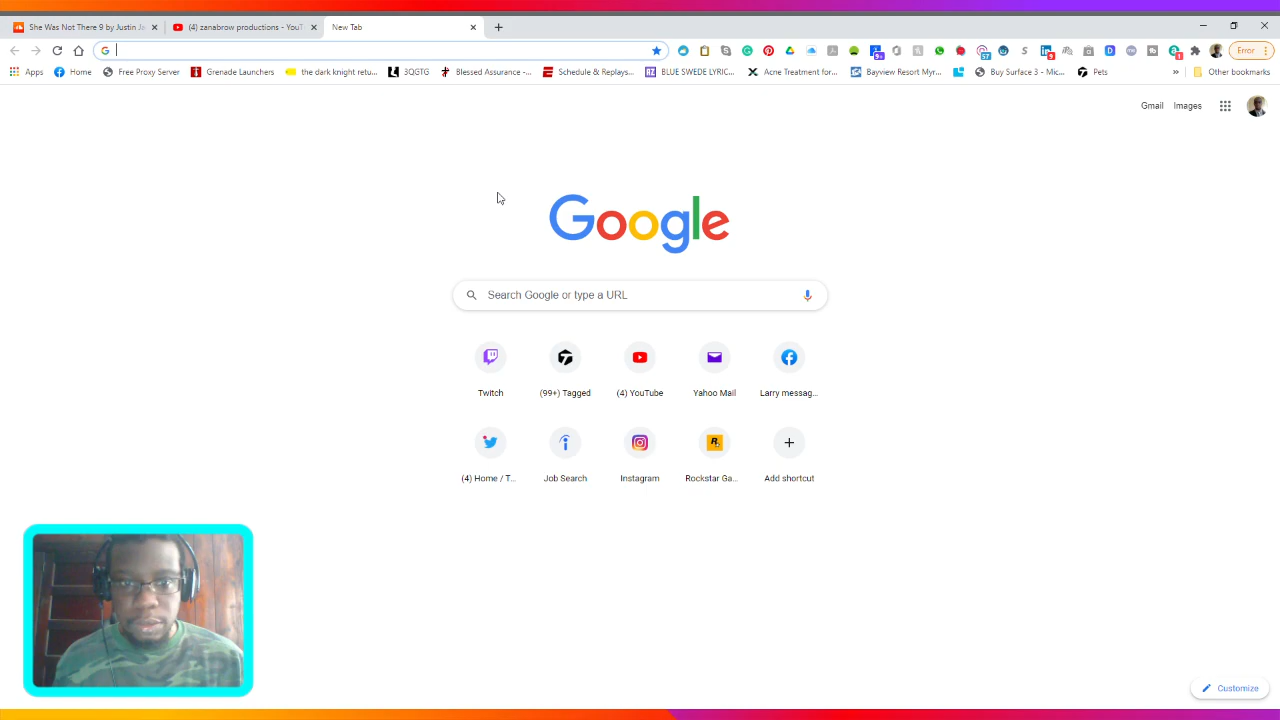 She Was Not There 9 by Justin Ja
(4) zanabrow productions - YouT
New Tab
Error
Apps
Home
Free Proxy Server
Grenade Launchers
the dark knight retu...
3QGTG
Blessed Assurance -...
Schedule & Replays...
BLUE SWEDE LYRIC...
Acne Treatment for...
Bayview Resort Myr...
Buy Surface 3 - Mic...
Pets
»
Other bookmarks
Gmail
Images
Google
Search Google or type a URL
Twitch
(99+) Tagged
(4) YouTube
Yahoo Mail
Larry messag...
(4) Home / T...
Job Search
Instagram
Rockstar Ga...
Add shortcut
Customize